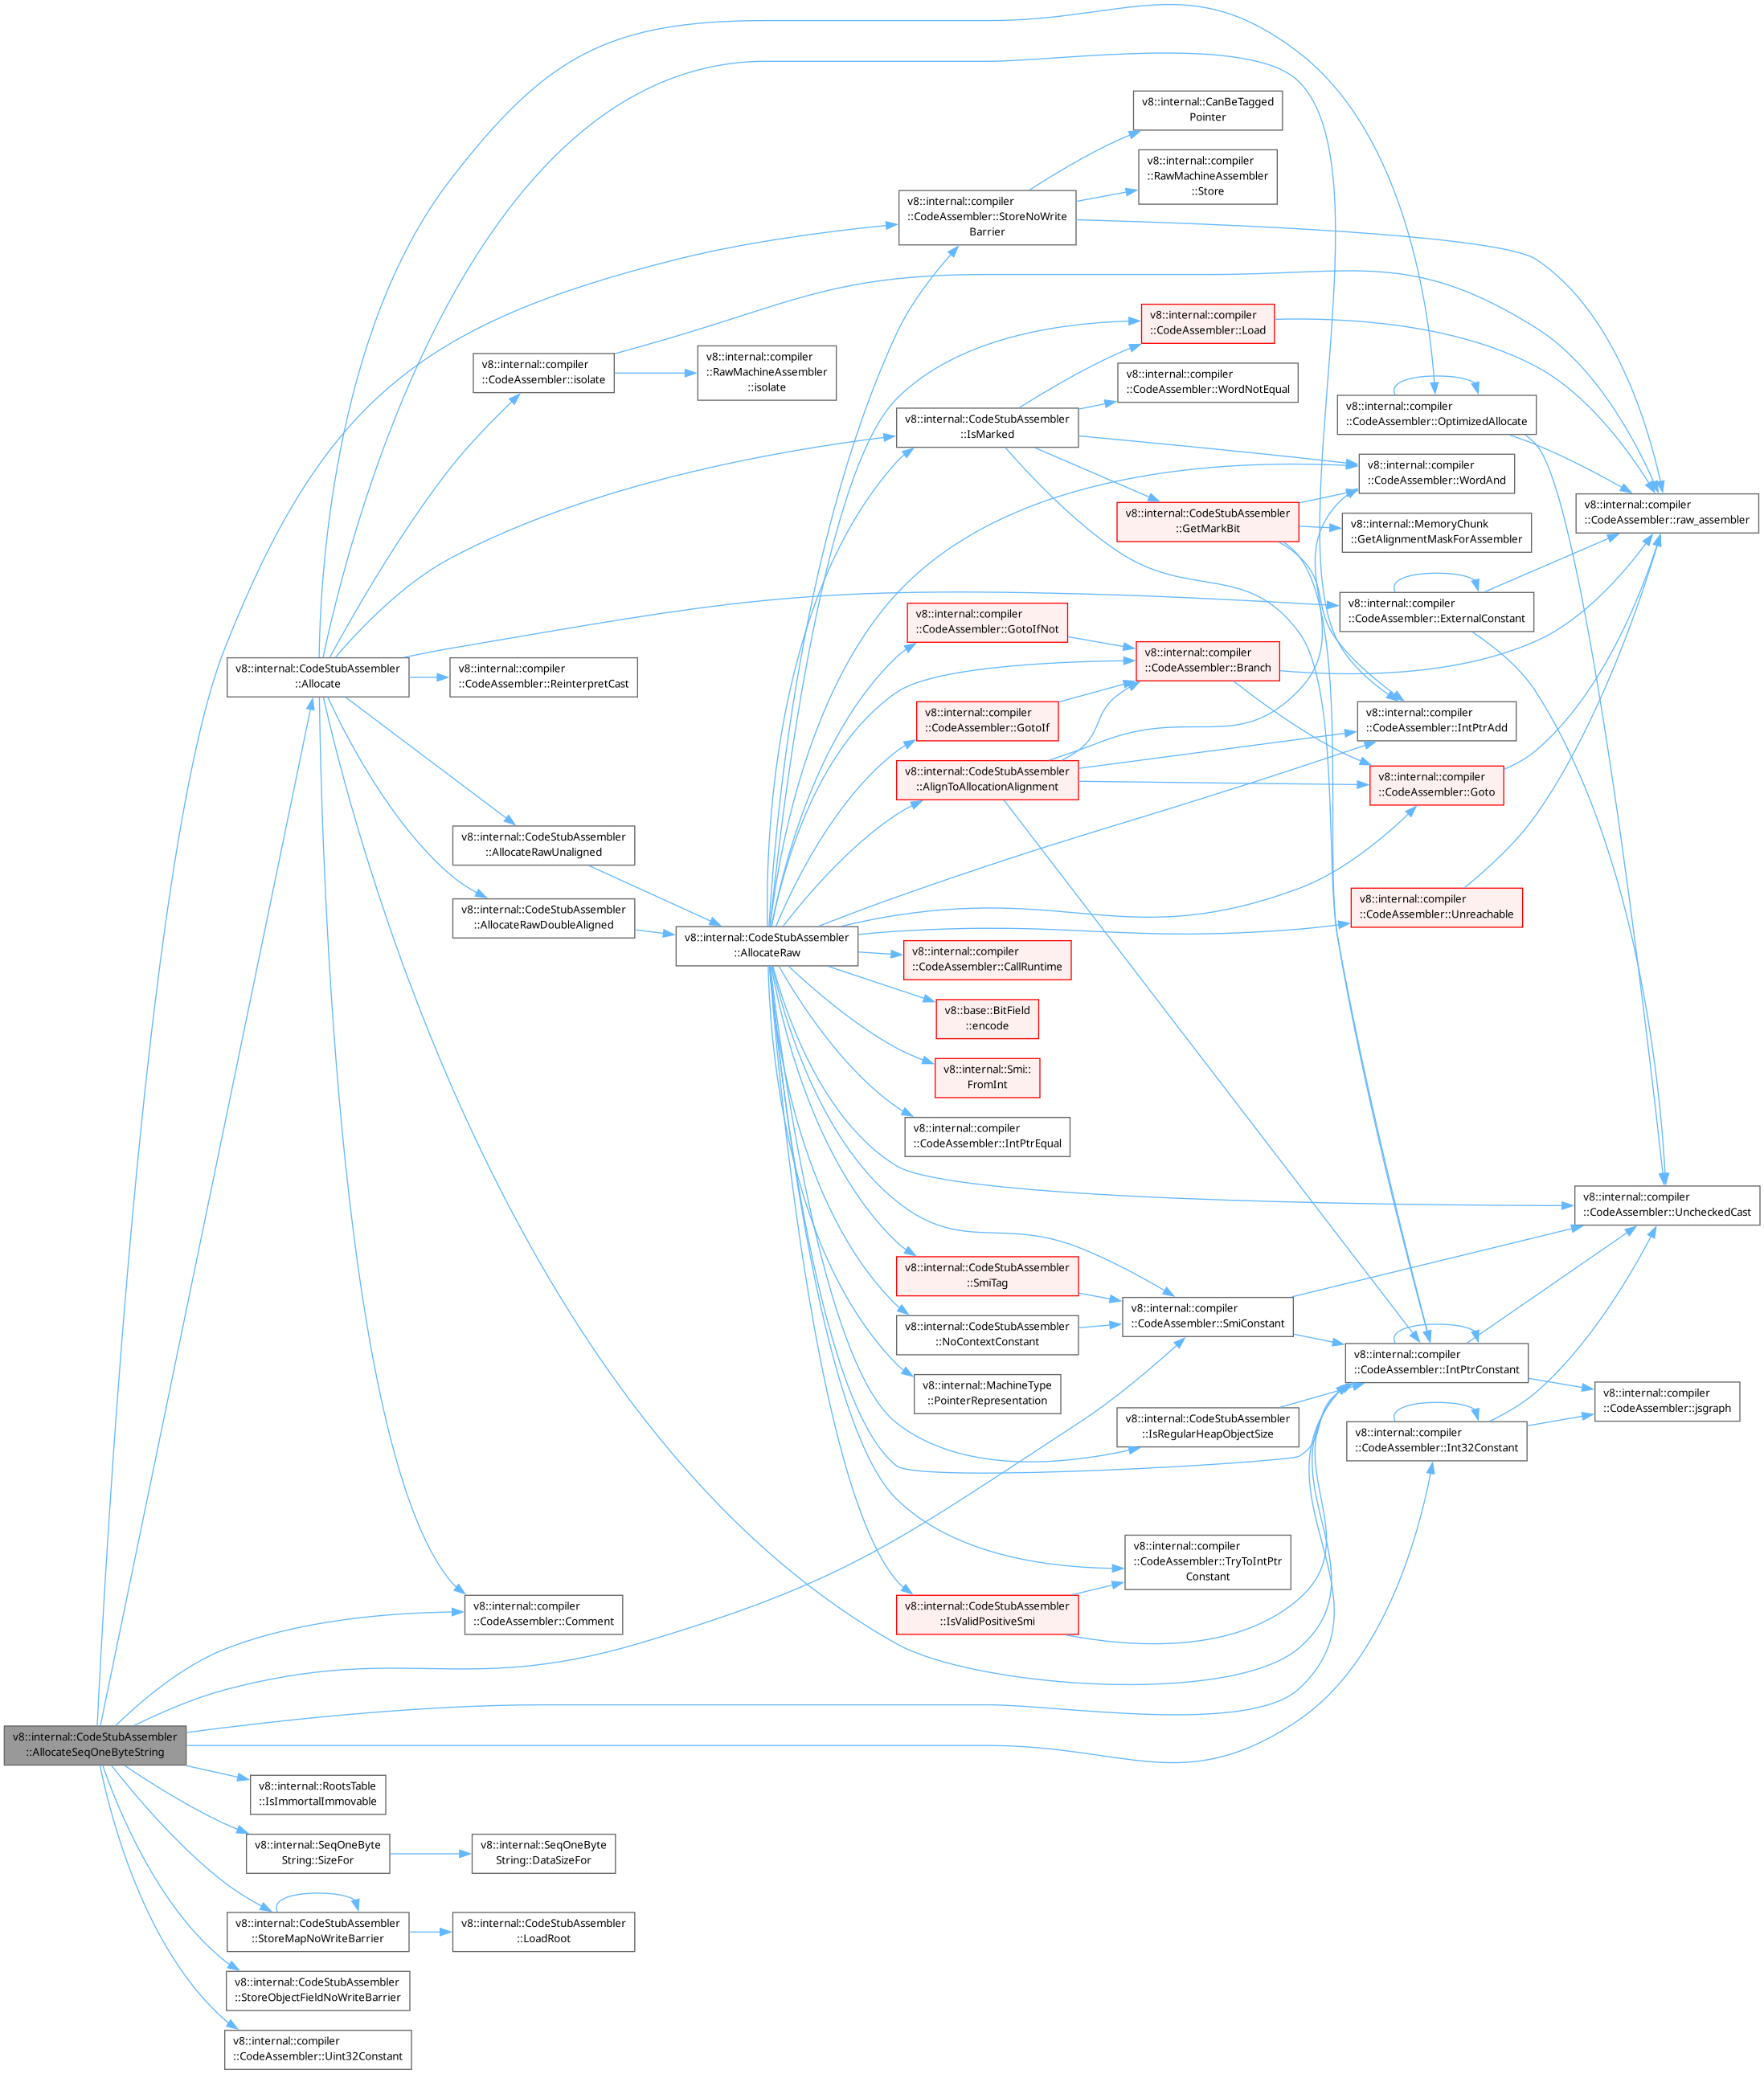 v8::internal::CanBeTagged
Pointer
v8::internal::compiler
::RawMachineAssembler
::Store
v8::internal::compiler
::CodeAssembler::StoreNoWrite
Barrier
v8::internal::compiler
::CodeAssembler::Load
v8::internal::compiler
::CodeAssembler::isolate
v8::internal::compiler
::RawMachineAssembler
::isolate
v8::internal::compiler
::CodeAssembler::WordNotEqual
v8::internal::CodeStubAssembler
::IsMarked
v8::internal::compiler
::CodeAssembler::OptimizedAllocate
v8::internal::compiler
::CodeAssembler::WordAnd
v8::internal::compiler
::CodeAssembler::raw_assembler
v8::internal::CodeStubAssembler
::GetMarkBit
v8::internal::MemoryChunk
::GetAlignmentMaskForAssembler
v8::internal::compiler
::CodeAssembler::ExternalConstant
v8::internal::compiler
::CodeAssembler::GotoIfNot
v8::internal::compiler
::CodeAssembler::Branch
v8::internal::CodeStubAssembler
::Allocate
v8::internal::compiler
::CodeAssembler::ReinterpretCast
v8::internal::compiler
::CodeAssembler::GotoIf
v8::internal::compiler
::CodeAssembler::IntPtrAdd
v8::internal::CodeStubAssembler
::AlignToAllocationAlignment
v8::internal::compiler
::CodeAssembler::Goto
v8::internal::CodeStubAssembler
::AllocateRawUnaligned
v8::internal::CodeStubAssembler
::AllocateRawDoubleAligned
v8::internal::compiler
::CodeAssembler::Unreachable
v8::internal::CodeStubAssembler
::AllocateRaw
v8::internal::compiler
::CodeAssembler::CallRuntime
v8::base::BitField
::encode
v8::internal::Smi::
FromInt
v8::internal::compiler
::CodeAssembler::IntPtrEqual
v8::internal::compiler
::CodeAssembler::UncheckedCast
v8::internal::CodeStubAssembler
::SmiTag
v8::internal::compiler
::CodeAssembler::SmiConstant
v8::internal::CodeStubAssembler
::NoContextConstant
v8::internal::compiler
::CodeAssembler::IntPtrConstant
v8::internal::MachineType
::PointerRepresentation
v8::internal::compiler
::CodeAssembler::jsgraph
v8::internal::CodeStubAssembler
::IsRegularHeapObjectSize
v8::internal::compiler
::CodeAssembler::Int32Constant
v8::internal::compiler
::CodeAssembler::TryToIntPtr
Constant
v8::internal::compiler
::CodeAssembler::Comment
v8::internal::CodeStubAssembler
::IsValidPositiveSmi
v8::internal::CodeStubAssembler
::AllocateSeqOneByteString
v8::internal::RootsTable
::IsImmortalImmovable
v8::internal::SeqOneByte
String::SizeFor
v8::internal::SeqOneByte
String::DataSizeFor
v8::internal::CodeStubAssembler
::StoreMapNoWriteBarrier
v8::internal::CodeStubAssembler
::LoadRoot
v8::internal::CodeStubAssembler
::StoreObjectFieldNoWriteBarrier
v8::internal::compiler
::CodeAssembler::Uint32Constant